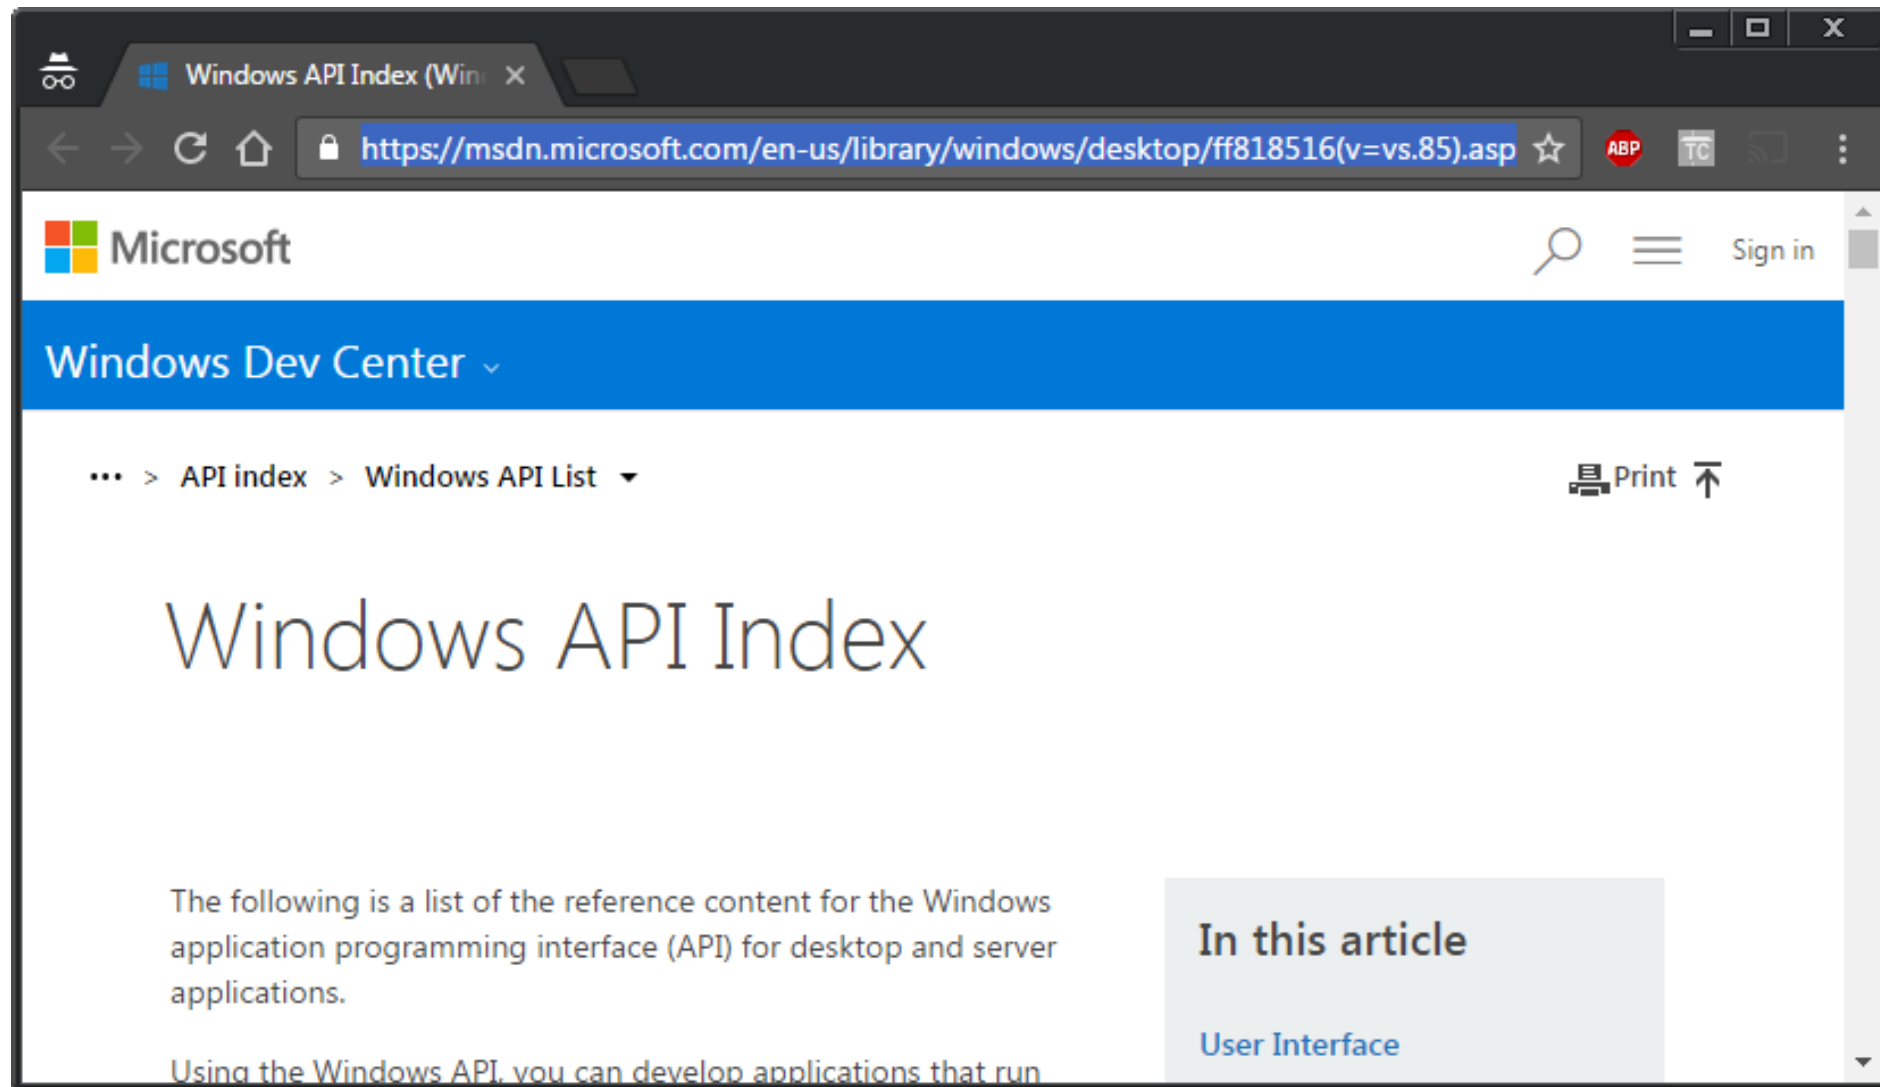 Windows API Index (Win
https://msdn.microsoft.com/en-us/library/windows/desktop/ff818516(v=vs.85).asp
ABP
TC
Microsoft
Sign in
Windows Dev Center
••• > API index > Windows API List
Print
Windows API Index
The following is a list of the reference content for the Windows
application programming interface (API) for desktop and server
applications.
Using the Windows API, you can develop applications that run
In this article
User Interface